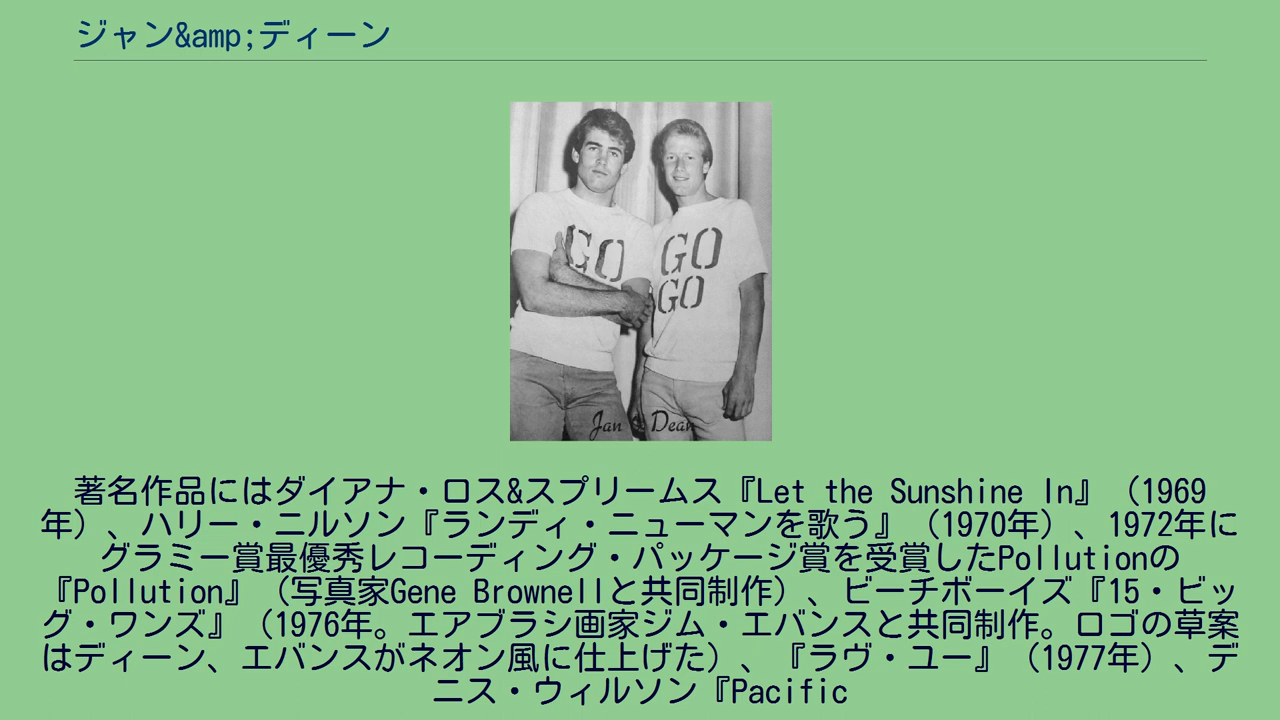 ジャン&amp;ディーン
GO GO
GO
Jan & Dean
著名作品にはダイアナ・ロス&スプリームス『Let the Sunshine In』（1969
年）、ハリー・ニルソン『ランディ・ニューマンを歌う』（1970年）、1972年に
グラミー賞最優秀レコーディング・パッケージ賞を受賞したPollutionの
『Pollution』（写真家Gene Brownellと共同制作）、ビーチボーイズ『15・ビッ
グ・ワンズ』（1976年。エアブラシ画家ジム・エバンスと共同制作。ロゴの草案
はディーン、エバンスがネオン風に仕上げた）、『ラヴ・ユー』（1977年）、デ
ニス・ウィルソン『Pacific